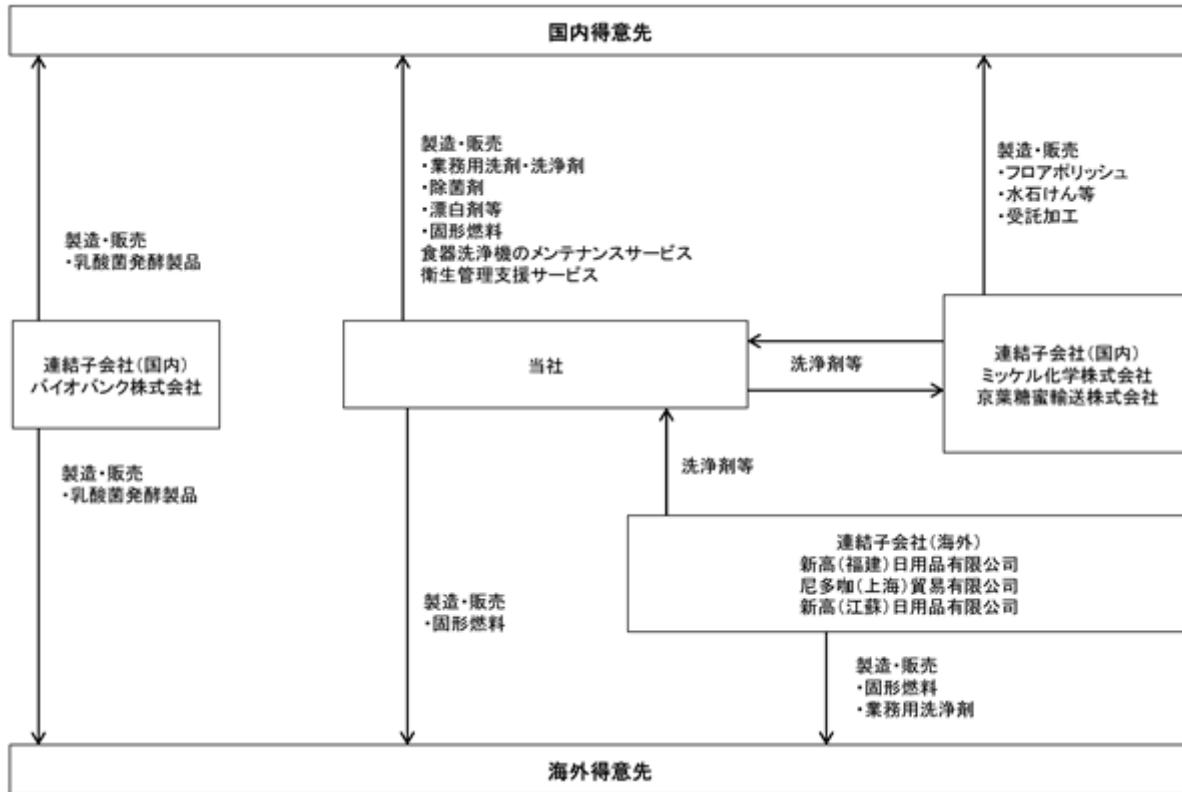 国内得意先
製造・販売
・乳酸菌発酵製品
製造・販売
・業務用洗剤・洗浄剤
・除菌剤
・漂白剤等
・固形燃料
食器洗浄機のメンテナンスサービス
衛生管理支援サービス
製造・販売
・フロアポリッシュ
・水石けん等
・受託加工
連結子会社(国内)
バイオバンク株式会社
当社
洗浄剤等
連結子会社(国内)
ミッケル化学株式会社
京葉糖蜜輸送株式会社
製造・販売
・乳酸菌発酵製品
洗浄剤等
連結子会社(海外)
新高(福建)日用品有限公司
尼多咖(上海)貿易有限公司
新高(江蘇)日用品有限公司
製造・販売
・固形燃料
製造・販売
・固形燃料
・業務用洗浄剤
海外得意先